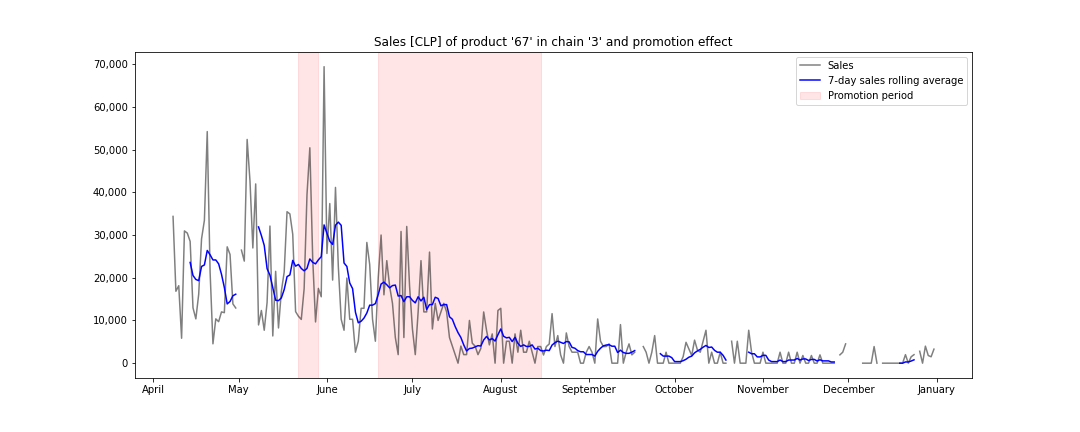 Sales [CLP] of product '67' in chain '3' and promotion effect
70,000
60,000
50,000
40,000
30,000
20,000
10,000
0
Sales
7-day sales rolling average
Promotion period
April May June July August September October November December January